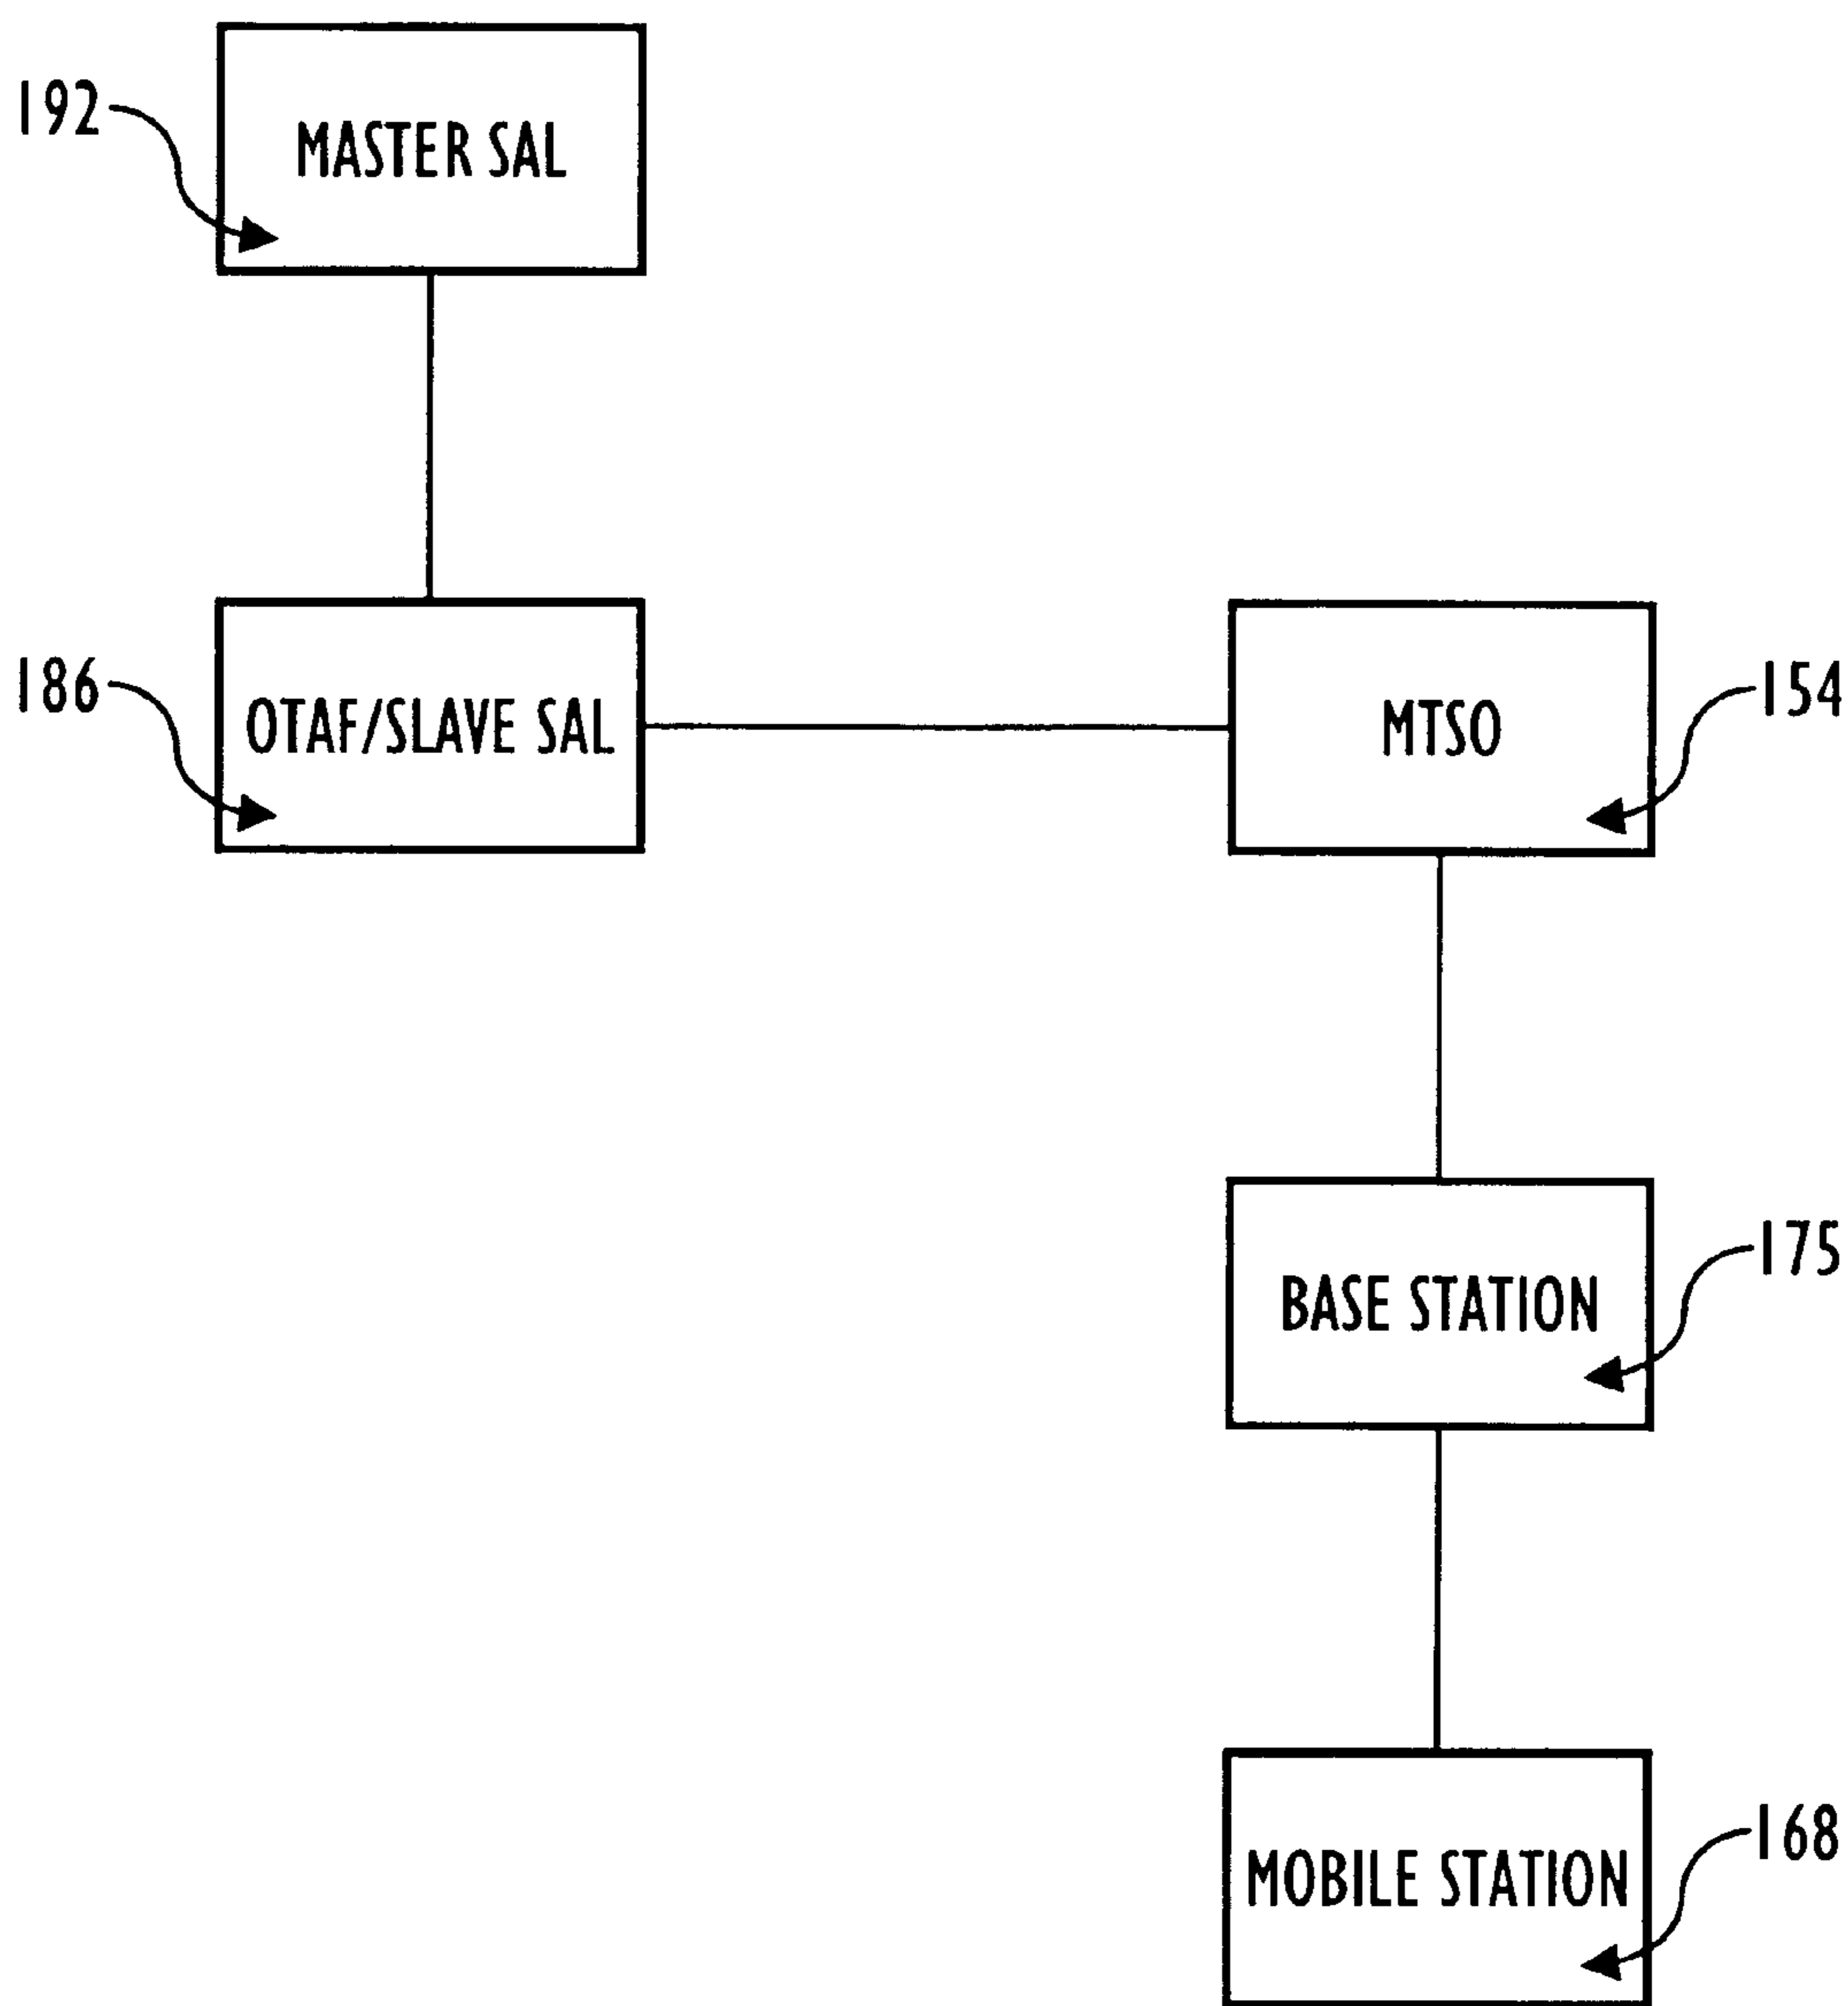 192
MASTER SAL
186
OTAF/SLAVE SAL
MTSO
154
BASE STATION
175
MOBILE STATION
168